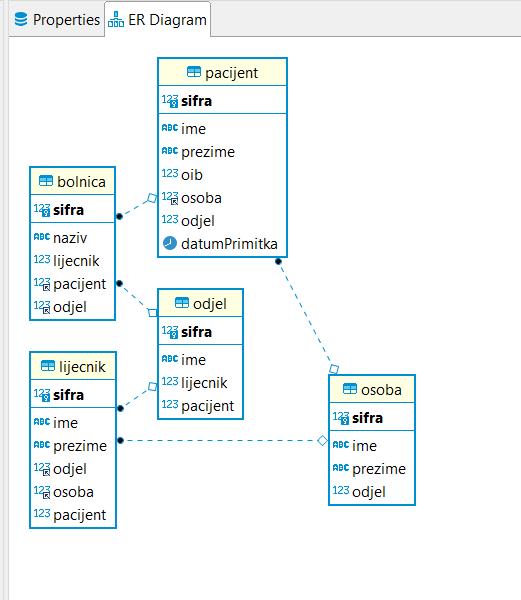 Properties
ER Diagram
pacijent
123 sifra
ABC ime
ABC prezime
123 oib
123 osoba
123 odjel
datumPrimitka
bolnica
123 sifra
ABC naziv
123 lijecnik
123 pacijent
123 odjel
odjel
123 sifra
ABC ime
123 lijecnik
123 pacijent
lijecnik
123 sifra
ABC ime
ABC prezime
123 odjel
123 osoba
123 pacijent
osoba
123 sifra
ABC ime
ABC prezime
123 odjel